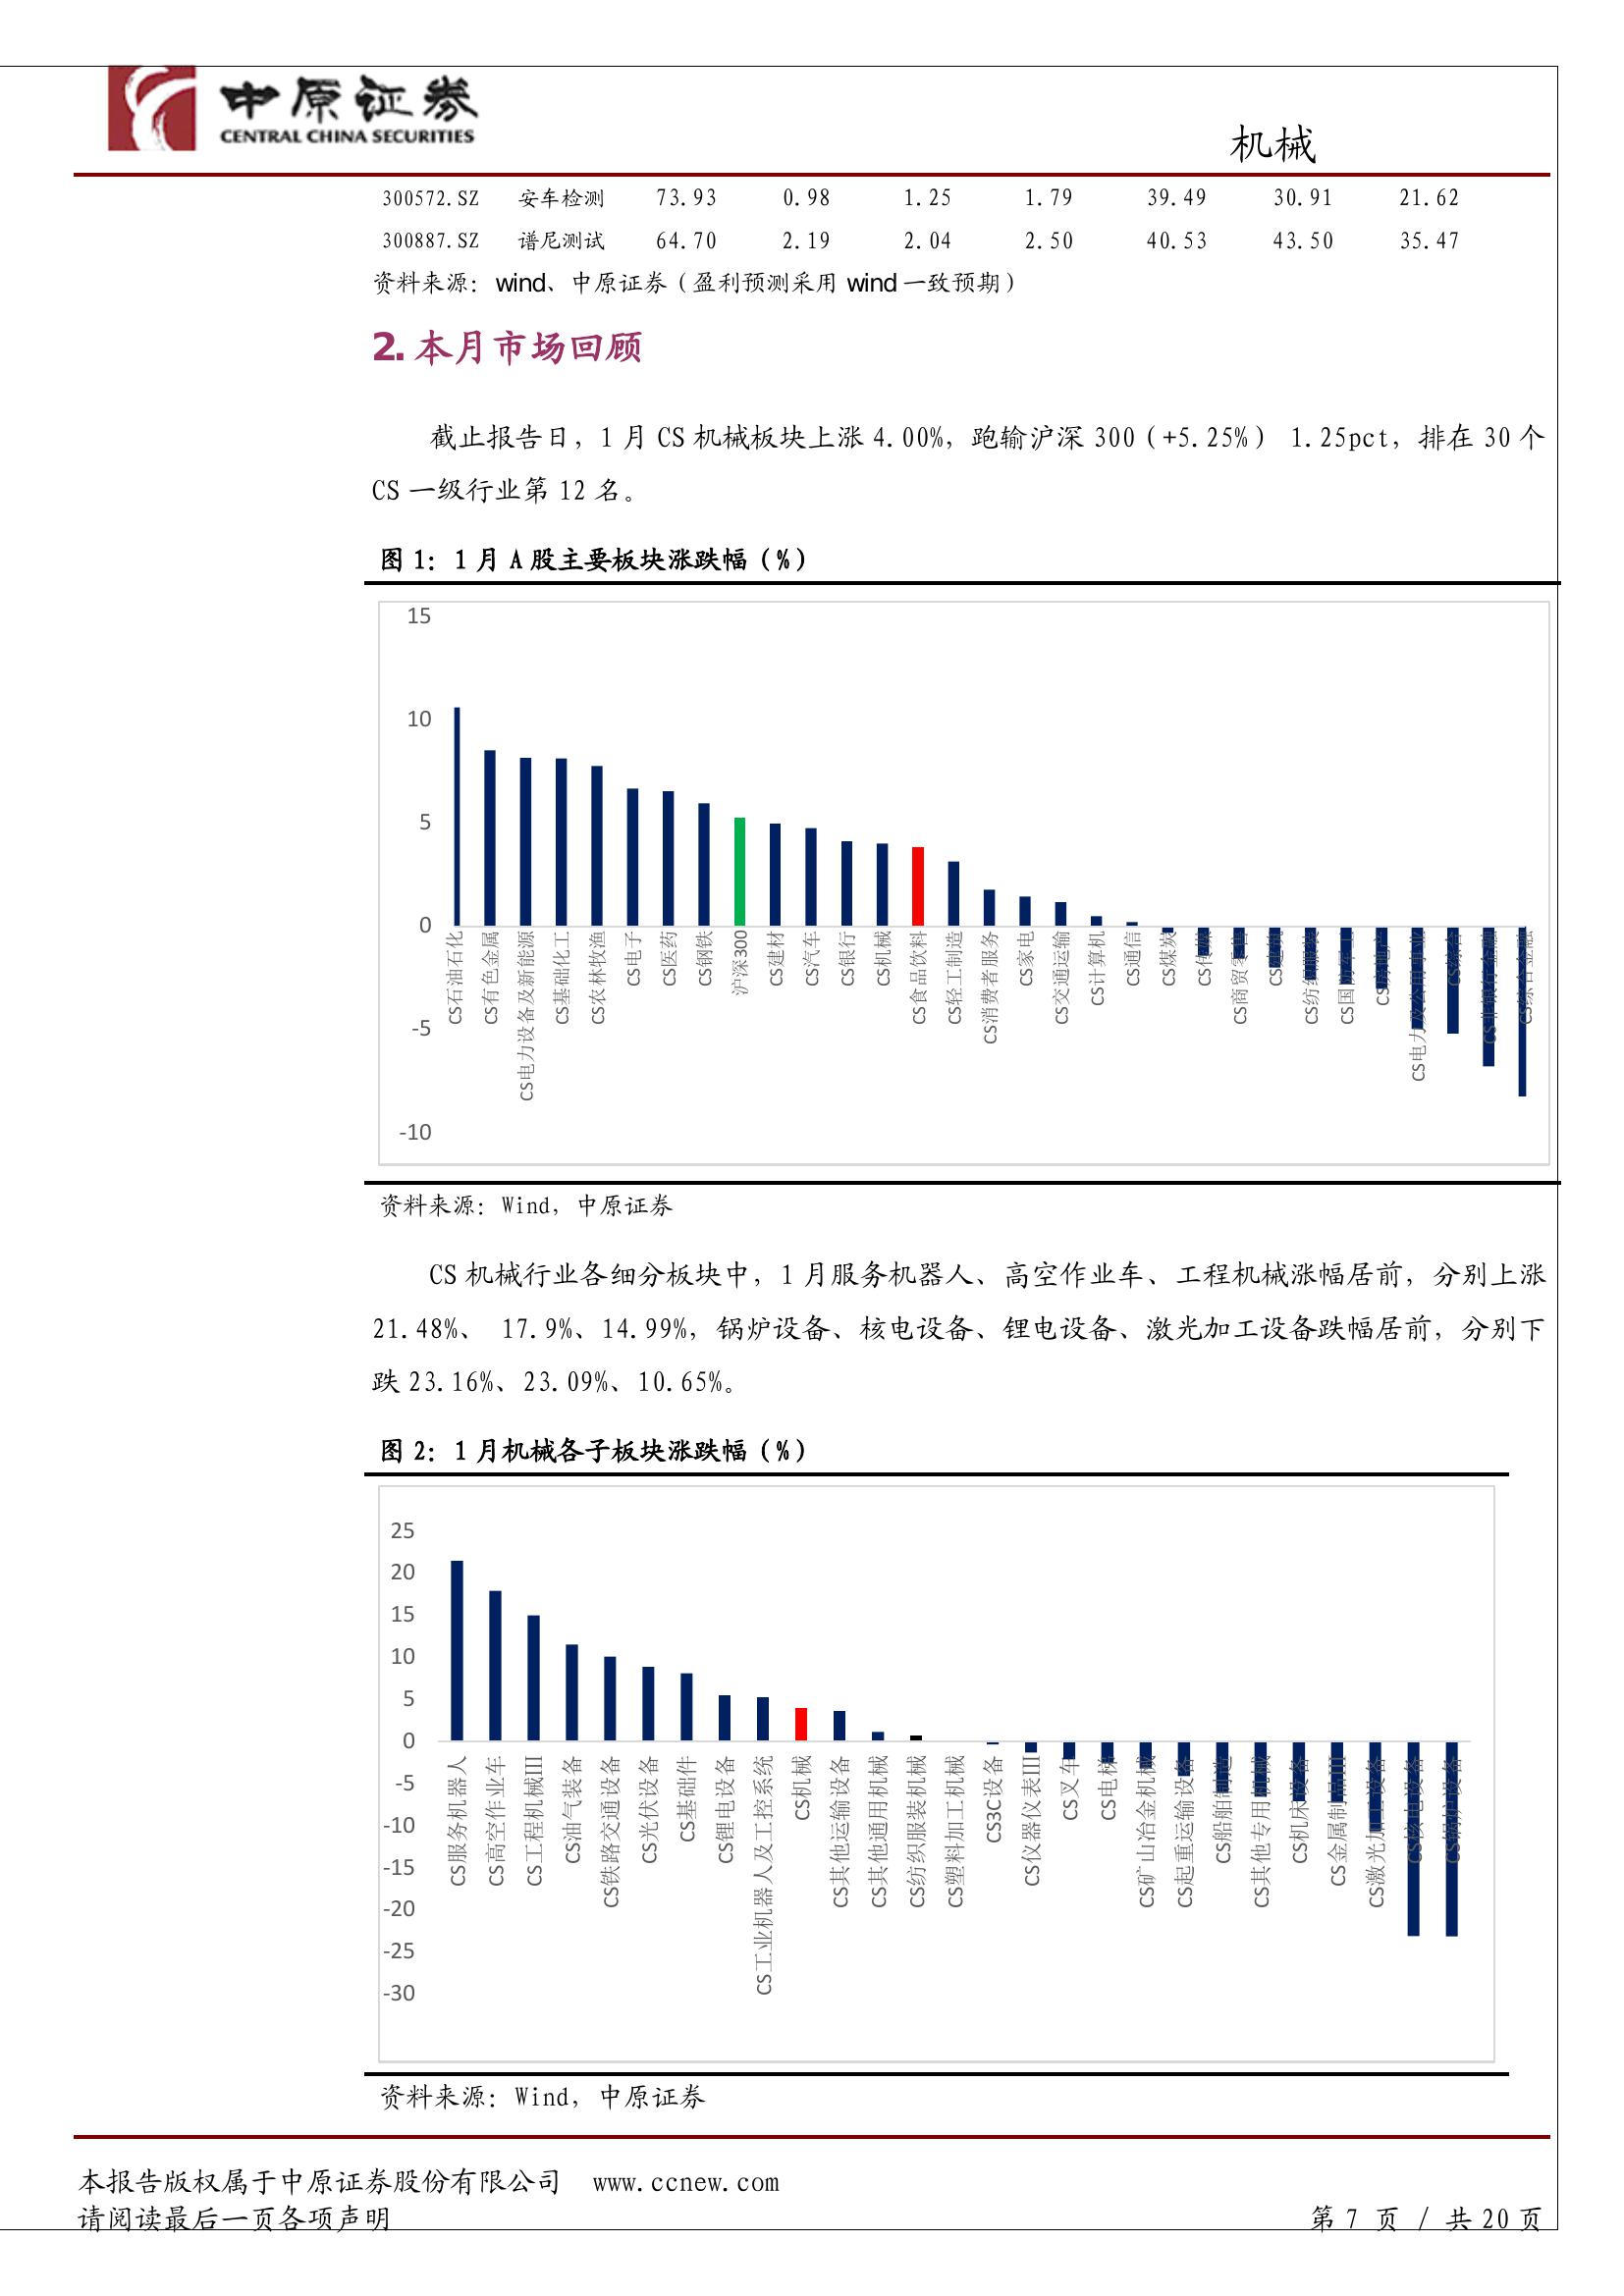 中原证券
CENTRAL CHINA SECURITIES
机械
300572.SZ 安车检测 73.93 0.98 1.25 1.79 39.49 30.91 21.62
300887.SZ 谱尼测试 64.70 2.19 2.04 2.50 40.53 43.50 35.47
资料来源：wind、中原证券（盈利预测采用 wind 一致预期）
2. 本月市场回顾
截止报告日，1 月 CS 机械板块上涨 4.00%，跑输沪深 300（+5.25%） 1.25pct，排在 30 个
CS 一级行业第 12 名。
图 1：1 月 A 股主要板块涨跌幅（%）
15
10
5
0
-5
-10
CS石油石化
CS有色金属
CS电力设备及新能源
CS基础化工
CS农林牧渔
CS电子
CS医药
CS钢铁
沪深300
CS建材
CS汽车
CS银行
CS机械
CS食品饮料
CS轻工制造
CS消费者服务
CS家电
CS交通运输
CS计算机
CS通信
CS煤炭
CS传媒
CS商贸零售
CS
CS纺织服装
CS国防军工
CS
CS电力及公用事业
CS综合
CS非银行金融
CS综合金融
资料来源：Wind，中原证券
CS 机械行业各细分板块中，1 月服务机器人、高空作业车、工程机械涨幅居前，分别上涨
21.48%、 17.9%、14.99%，锅炉设备、核电设备、锂电设备、激光加工设备跌幅居前，分别下
跌 23.16%、23.09%、10.65%。
图 2：1 月机械各子板块涨跌幅（%）
25
20
15
10
5
0
-5
-10
-15
-20
-25
-30
CS服务机器人
CS高空作业车
CS工程机械III
CS油气装备
CS铁路交通设备
CS光伏设备
CS基础件
CS锂电设备
CS工业机器人及工控系统
CS机械
CS其他运输设备
CS其他通用机械
CS纺织服装机械
CS塑料加工机械
CS3C设备
CS仪器仪表III
CS叉车
CS电梯
CS矿山冶金机械
CS起重运输设备
CS船舶制造
CS其他专用机械
CS机床设备
CS金属制品III
CS激光加工设备
CS核电设备
CS锅炉设备
资料来源：Wind，中原证券
本报告版权属于中原证券股份有限公司 www.ccnew.com
请阅读最后一页各项声明
第 7 页 / 共 20 页